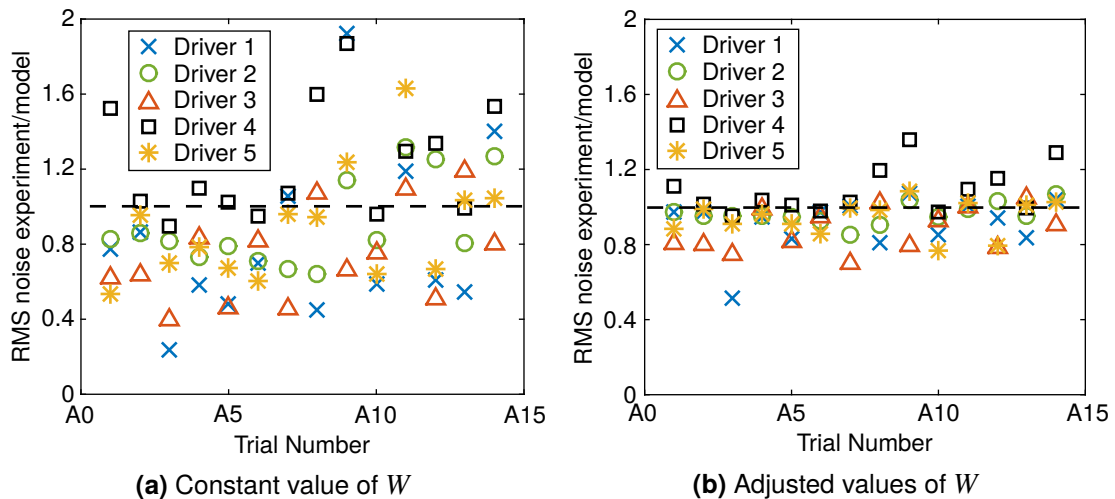 RMS noise experiment/model
2
1.6
1.2
0.8
0.4
0
Driver 1
Driver 2
Driver 3
Driver 4
Driver 5
A0
A5
A10
A15
Trial Number
(a) Constant value of W
RMS noise experiment/model
2
1.6
1.2
0.8
0.4
0
Driver 1
Driver 2
Driver 3
Driver 4
Driver 5
A0
A5
A10
A15
Trial Number
(b) Adjusted values of W